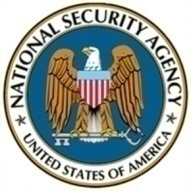 NATIONAL SECURITY AGENCY
UNITED STATES OF AMERICA